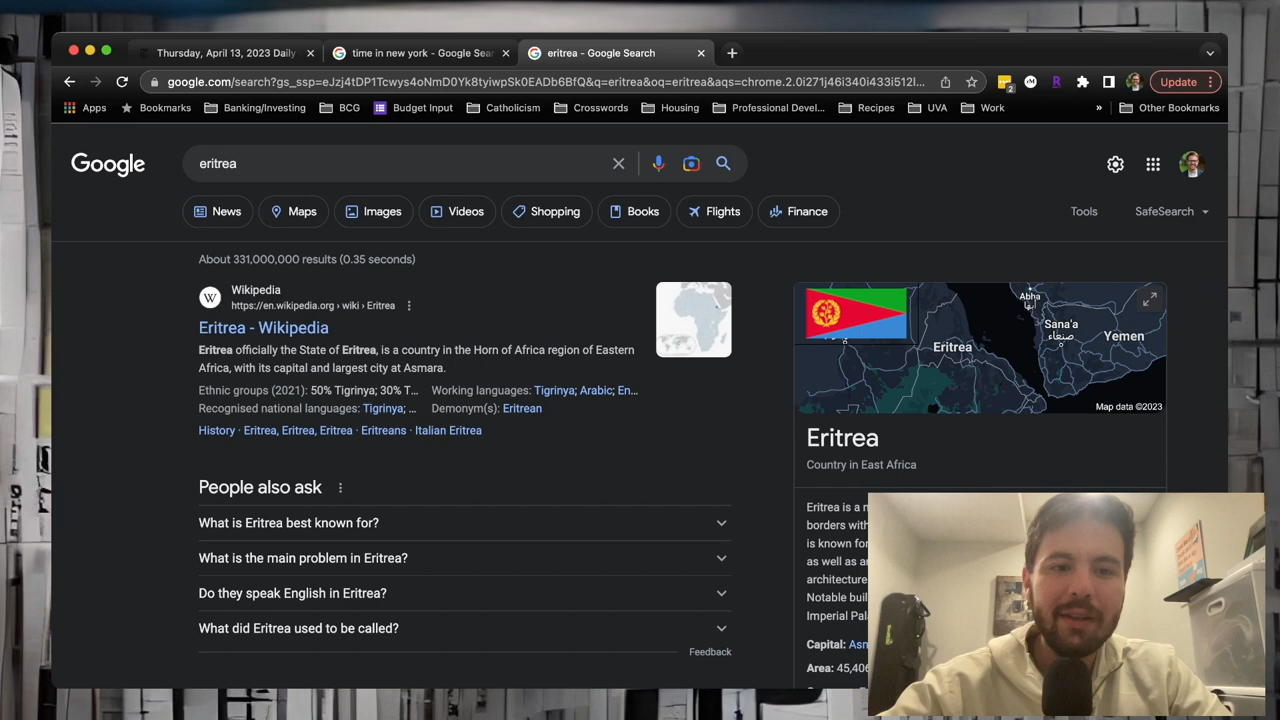 Thursday, April 13, 2023 Daily
time in new york - Google Sear
eritrea - Google Search
google.com/search?gs_ssp=eJzj4tDP1Tcwys4oNmD0Yk8tyiwpSk0EADb6BfQ&q=eritrea&oq=eritrea&aqs=chrome.2.0i271j46i340i433i512l...
Update
Apps
Bookmarks
Banking/Investing
BCG
Budget Input
Catholicism
Crosswords
Housing
Professional Devel...
Recipes
UVA
Work
»
Other Bookmarks
Google
eritrea
News
Maps
Images
Videos
Shopping
Books
Flights
Finance
Tools
SafeSearch
About 331,000,000 results (0.35 seconds)
W
Wikipedia
https://en.wikipedia.org › wiki › Eritrea
Eritrea - Wikipedia
Eritrea officially the State of Eritrea, is a country in the Horn of Africa region of Eastern
Africa, with its capital and largest city at Asmara.
Ethnic groups (2021): 50% Tigrinya; 30% T... Working languages: Tigrinya; Arabic; En...
Recognised national languages: Tigrinya; ... Demonym(s): Eritrean
History · Eritrea, Eritrea, Eritrea · Eritreans · Italian Eritrea
People also ask
What is Eritrea best known for?
What is the main problem in Eritrea?
Do they speak English in Eritrea?
What did Eritrea used to be called?
Feedback
Abha
أبها
Sana'a
صنعاء
Yemen
Eritrea
Map data ©2023
Eritrea
Country in East Africa
Eritrea is a n
borders with
is known for
as well as ar
architecture
Notable buil
Imperial Pal
Capital: Asn
Area: 45,406